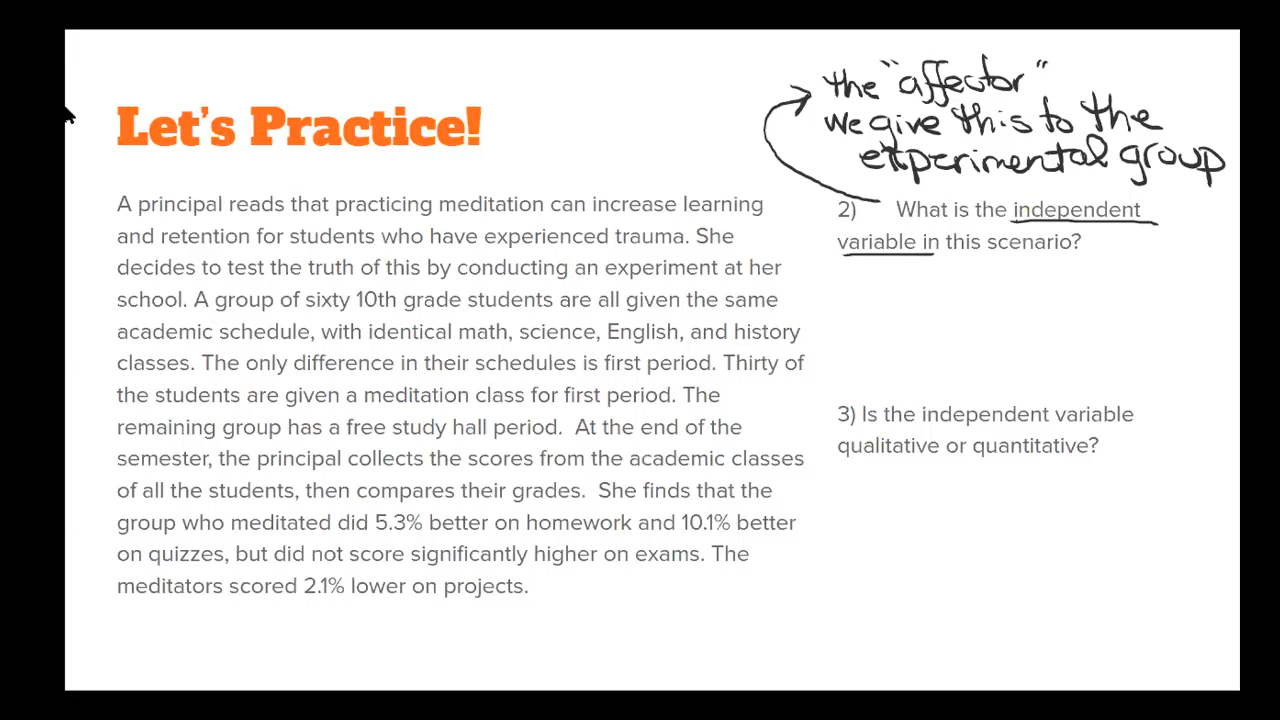 Let's Practice!
A principal reads that practicing meditation can increase learning
and retention for students who have experienced trauma. She
decides to test the truth of this by conducting an experiment at her
school. A group of sixty 10th grade students are all given the same
academic schedule, with identical math, science, English, and history
classes. The only difference in their schedules is first period. Thirty of
the students are given a meditation class for first period. The
remaining group has a free study hall period.  At the end of the
semester, the principal collects the scores from the academic classes
of all the students, then compares their grades.  She finds that the
group who meditated did 5.3% better on homework and 10.1% better
on quizzes, but did not score significantly higher on exams. The
meditators scored 2.1% lower on projects.
the "affector"
we give this to the
experimental group
2) What is the independent
variable in this scenario?
3) Is the independent variable
qualitative or quantitative?